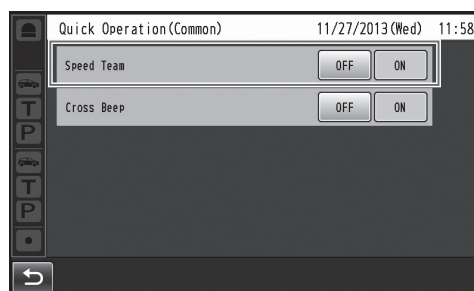 Quick Operation(Common) 11/27/2013(Wed) 11:58
Speed Team OFF ON
Cross Beep OFF ON
T
P
T
P